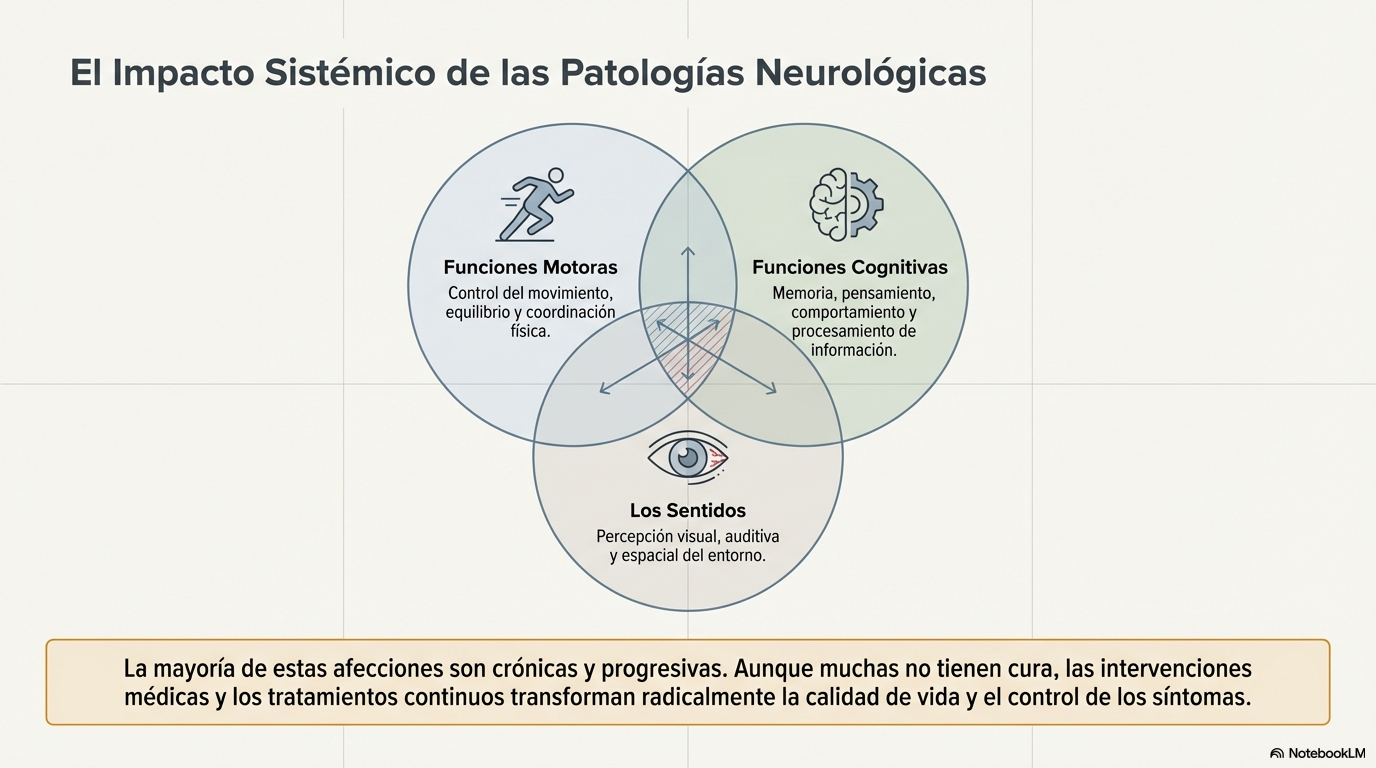 El Impacto Sistémico de las Patologías Neurológicas
Funciones Motoras
Control del movimiento,
equilibrio y coordinación
física.
Funciones Cognitivas
Memoria, pensamiento,
comportamiento y
procesamiento de
información.
Los Sentidos
Percepción visual, auditiva
y espacial del entorno.
La mayoría de estas afecciones son crónicas y progresivas. Aunque muchas no tienen cura, las intervenciones
médicas y los tratamientos continuos transforman radicalmente la calidad de vida y el control de los síntomas.
NotebookLM